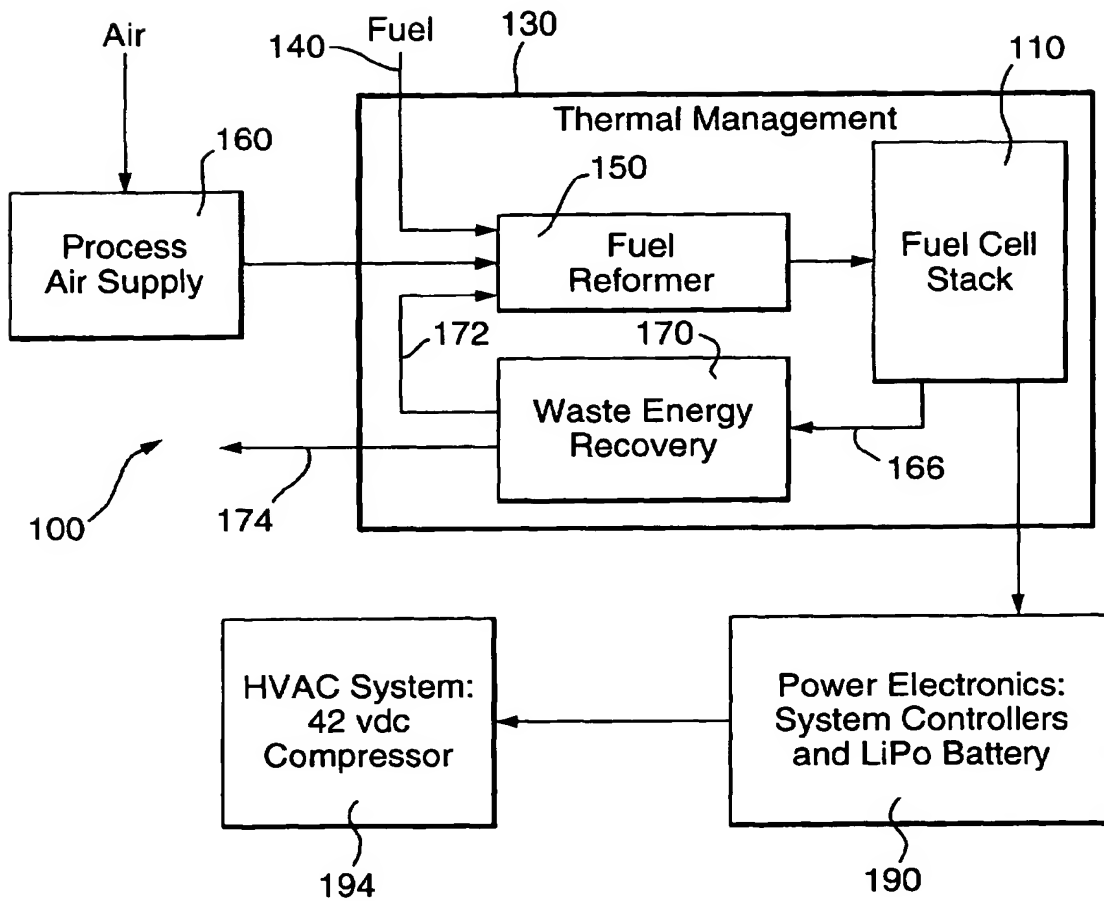 Air
Fuel
140
130
110
Thermal Management
160
150
Process
Air Supply
Fuel
Reformer
Fuel Cell
Stack
172
170
Waste Energy
Recovery
166
100
174
HVAC System:
42 vdc
Compressor
Power Electronics:
System Controllers
and LiPo Battery
194
190